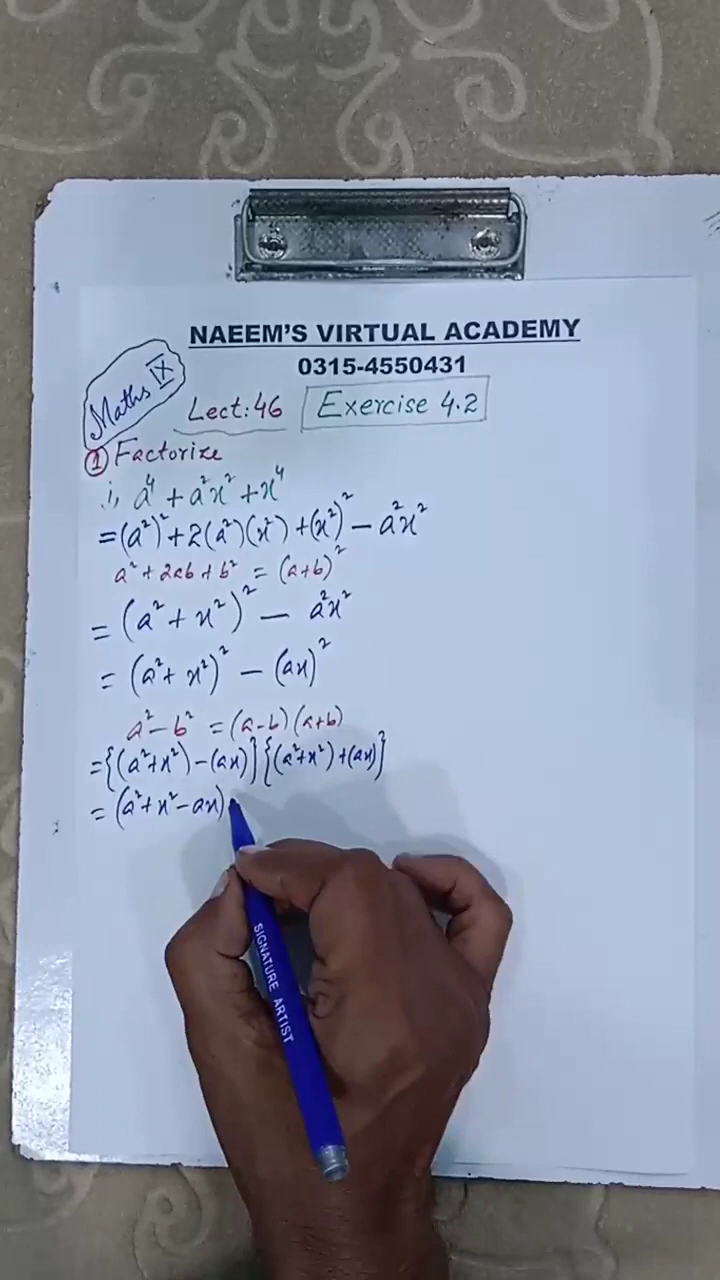 NAEEM'S VIRTUAL ACADEMY
0315-4550431
Maths IX
Lect:46 Exercise 4.2
① Factorize
i, a⁴ + a²x² + x⁴
= (a²)² + 2(a²)(x²) + (x²)² − a²x²
a² + 2ab + b² = (a+b)²
= (a² + x²)² − a²x²
= (a² + x²)² − (ax)²
a² − b² = (a−b)(a+b)
= {(a²+x²) − (ax)} {(a²+x²) + (ax)}
= (a² + x² − ax)
SIGNATURE ARTIST